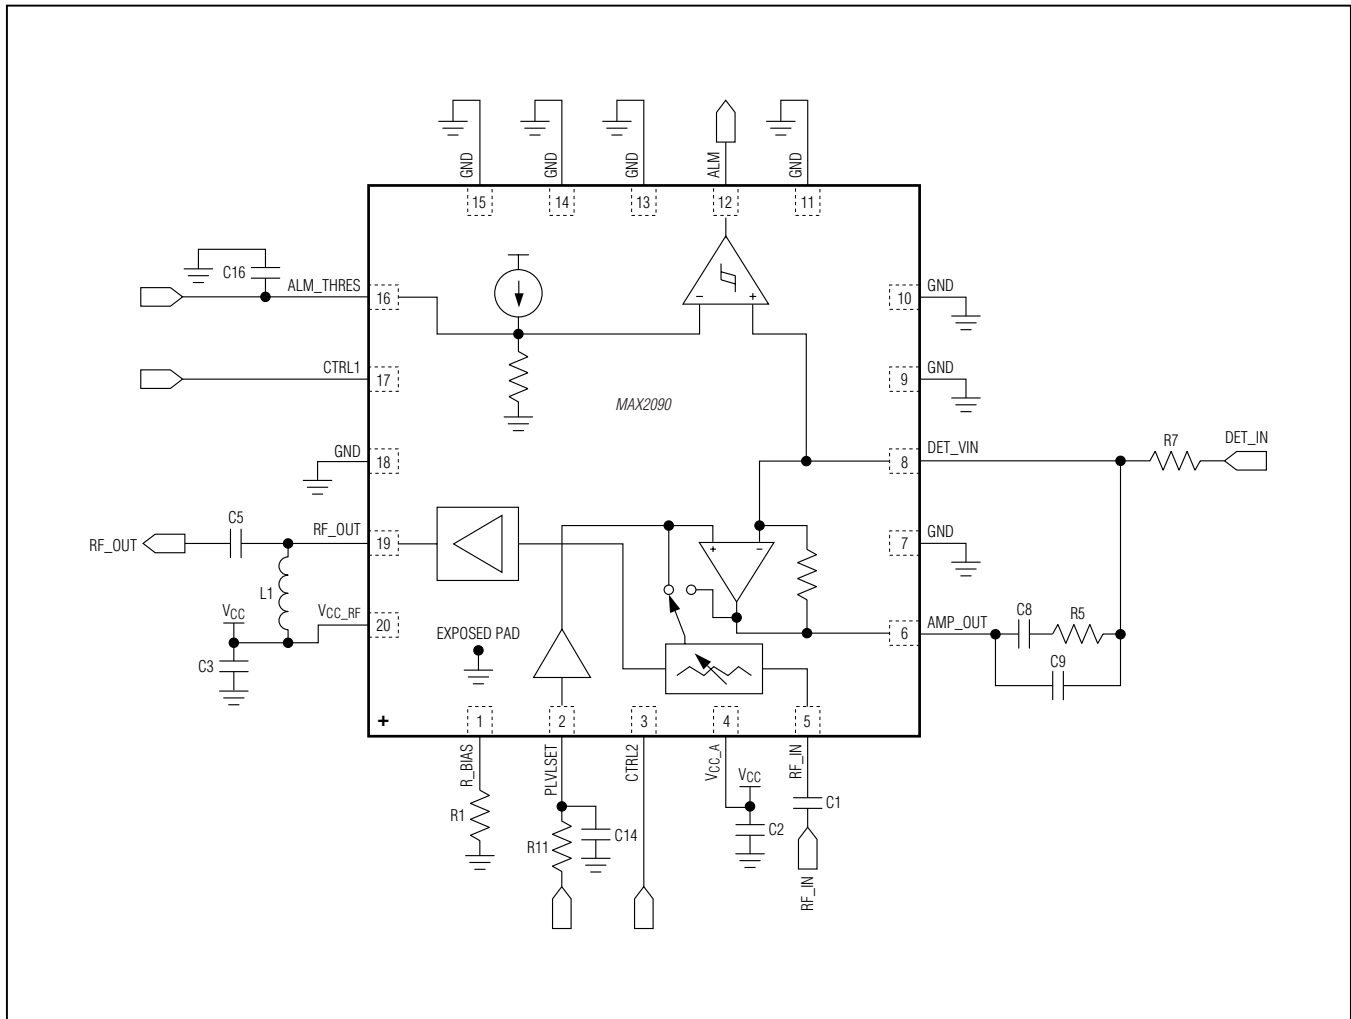 GND
GND
GND
ALM
GND
15
14
13
12
11
C16
ALM_THRES
16
10
GND
− +
CTRL1
17
9
GND
MAX2090
GND
18
8
DET_VIN
R7
DET_IN
C5
RF_OUT
RF_OUT
19
+ −
7
GND
L1
VCC
VCC_RF
20
EXPOSED PAD
6
AMP_OUT
C8
R5
C3
C9
+
1
2
3
4
5
R_BIAS
PLVLSET
CTRL2
VCC_A
RF_IN
VCC
R1
R11
C14
C2
C1
RF_IN